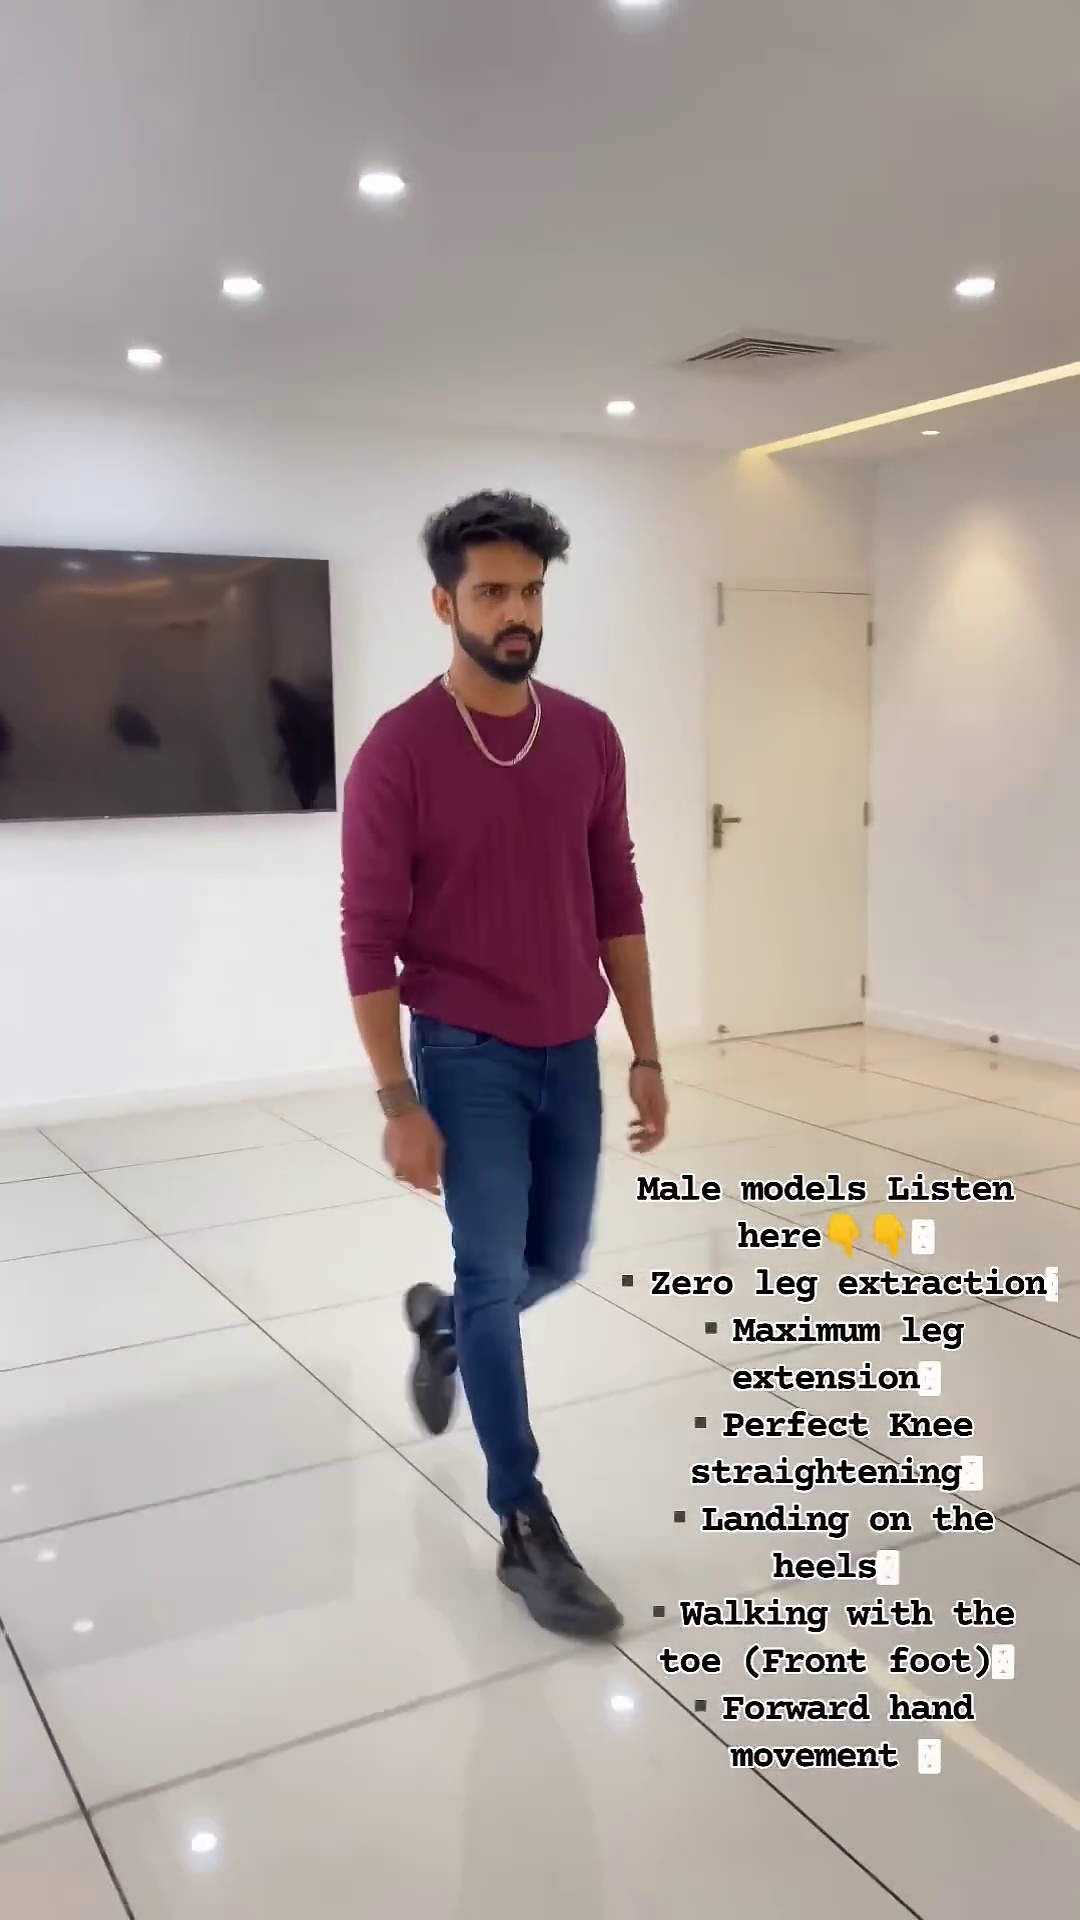 Male models Listen
here👇👇
▪ Zero leg extraction
▪ Maximum leg
extension
▪ Perfect Knee
straightening
▪ Landing on the
heels
▪ Walking with the
toe (Front foot)
▪ Forward hand
movement